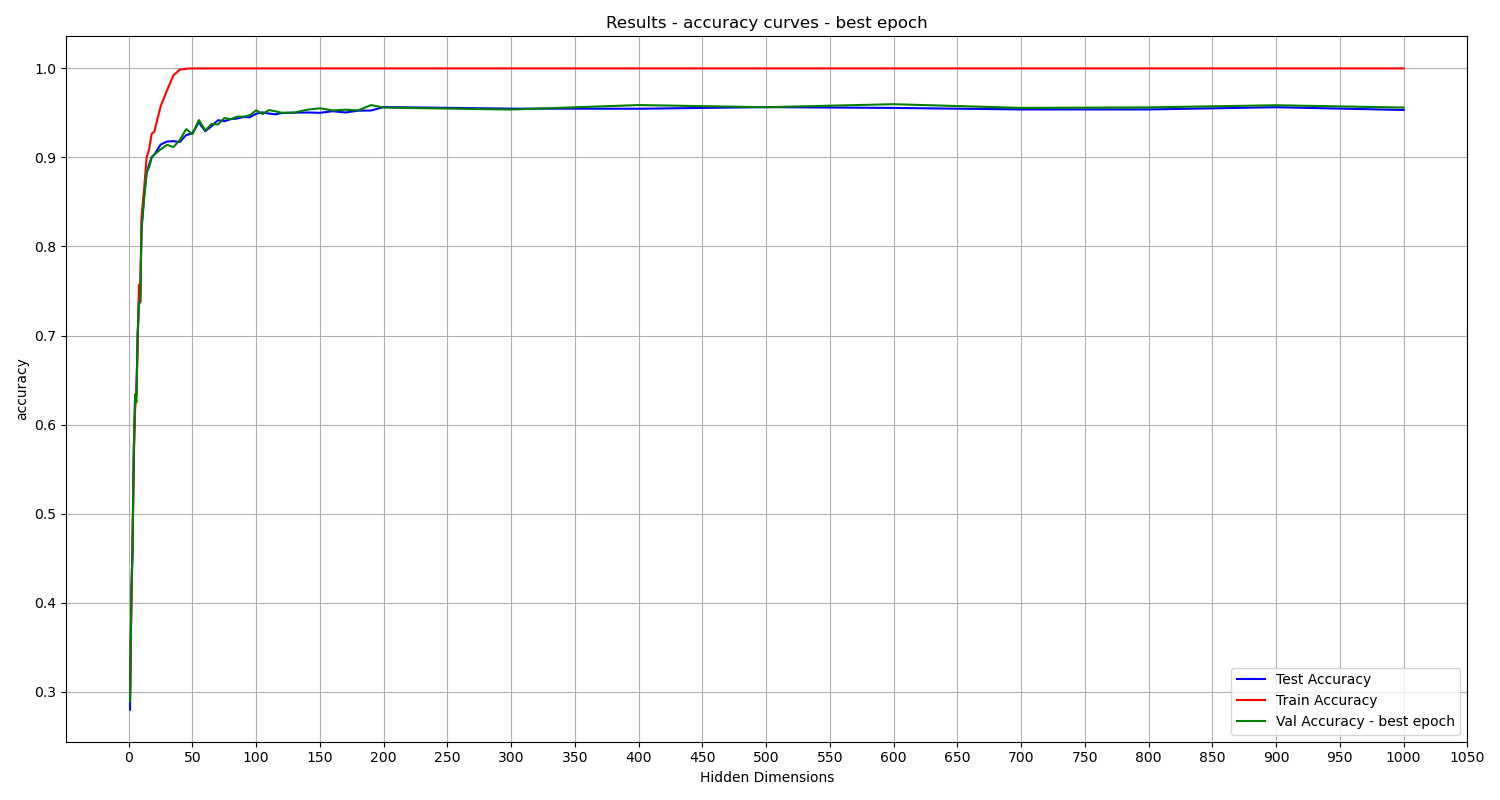 Results - accuracy curves - best epoch
1.0
0.9
0.8
0.7
0.6
0.5
0.4
0.3
accuracy
0 50 100 150 200 250 300 350 400 450 500 550 600 650 700 750 800 850 900 950 1000 1050
Hidden Dimensions
Test Accuracy
Train Accuracy
Val Accuracy - best epoch